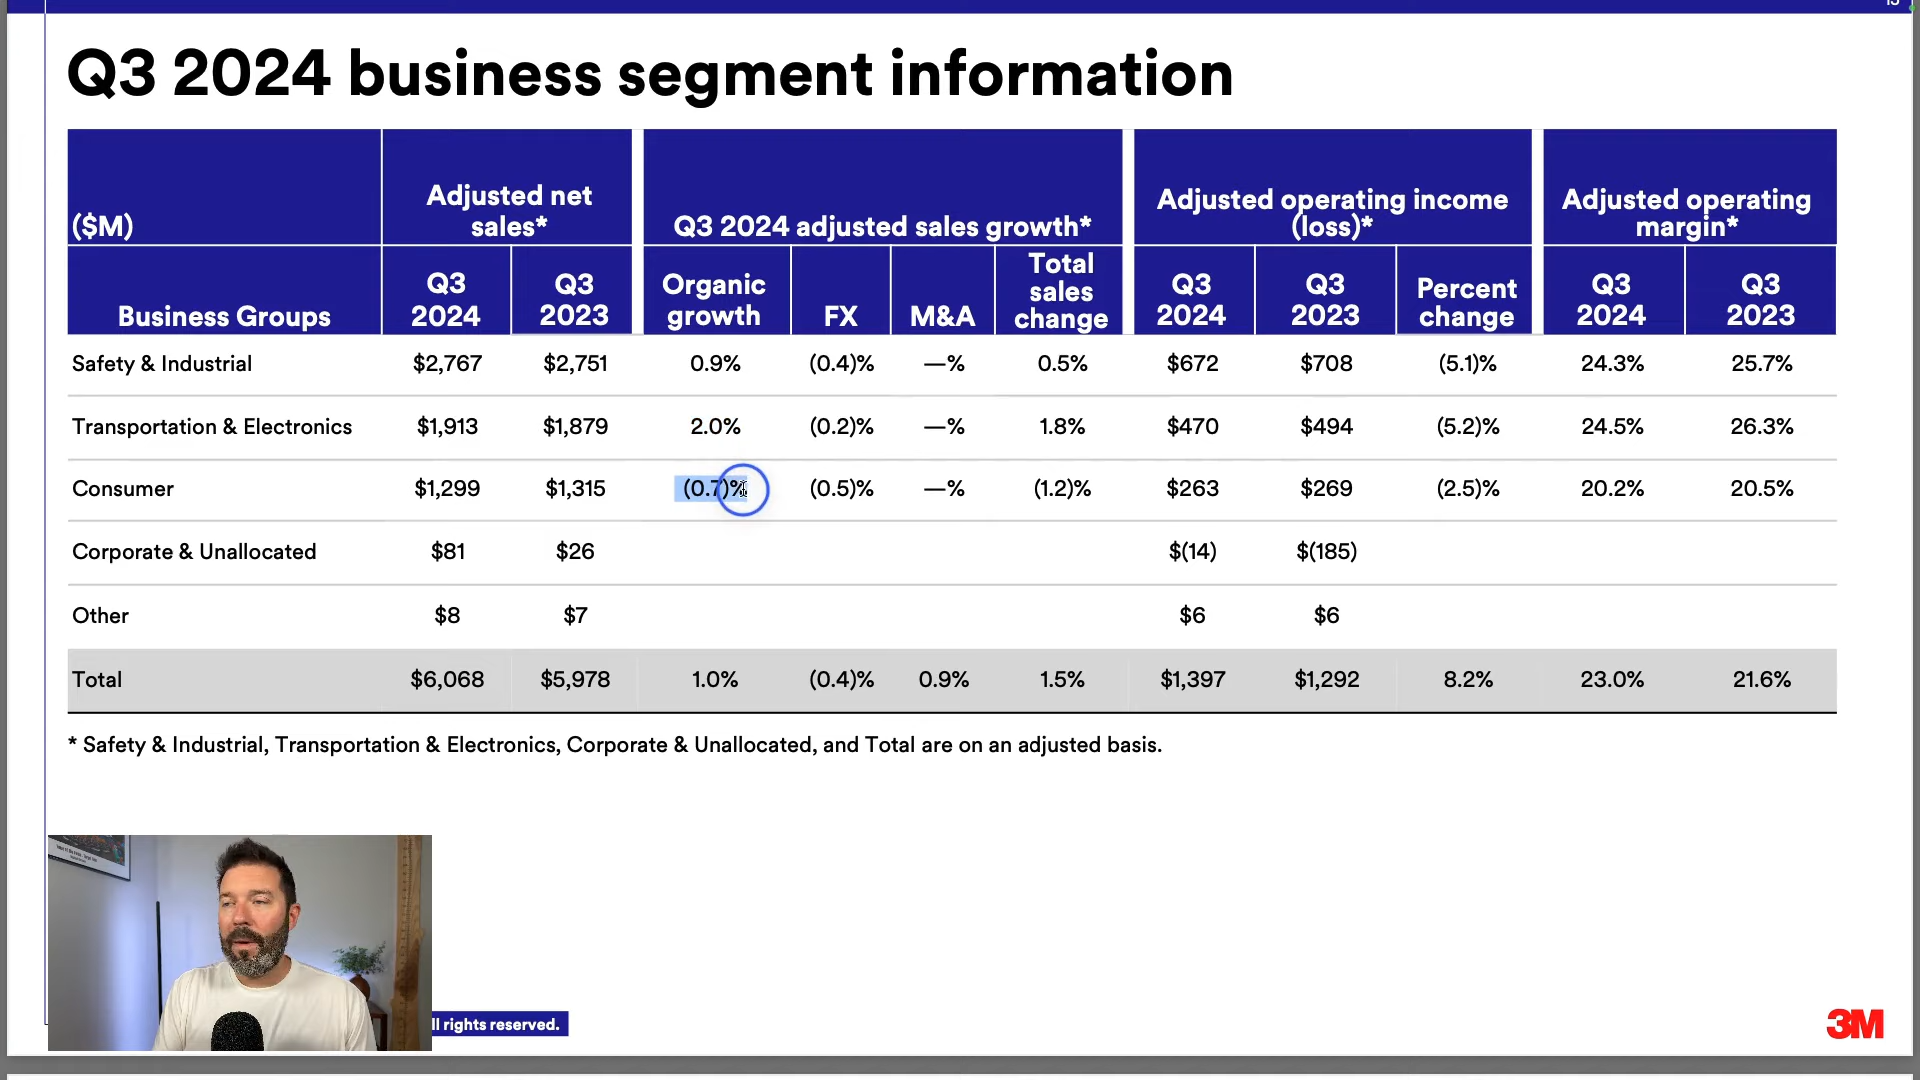 13
Q3 2024 business segment information
($M) Adjusted net sales* Q3 2024 adjusted sales growth* Adjusted operating income (loss)* Adjusted operating margin*
Business Groups Q3 2024 Q3 2023 Organic growth FX M&A Total sales change Q3 2024 Q3 2023 Percent change Q3 2024 Q3 2023
Safety & Industrial $2,767 $2,751 0.9% (0.4)% —% 0.5% $672 $708 (5.1)% 24.3% 25.7%
Transportation & Electronics $1,913 $1,879 2.0% (0.2)% —% 1.8% $470 $494 (5.2)% 24.5% 26.3%
Consumer $1,299 $1,315 (0.7)% (0.5)% —% (1.2)% $263 $269 (2.5)% 20.2% 20.5%
Corporate & Unallocated $81 $26 $(14) $(185)
Other $8 $7 $6 $6
Total $6,068 $5,978 1.0% (0.4)% 0.9% 1.5% $1,397 $1,292 8.2% 23.0% 21.6%
* Safety & Industrial, Transportation & Electronics, Corporate & Unallocated, and Total are on an adjusted basis.
ll rights reserved.
3M